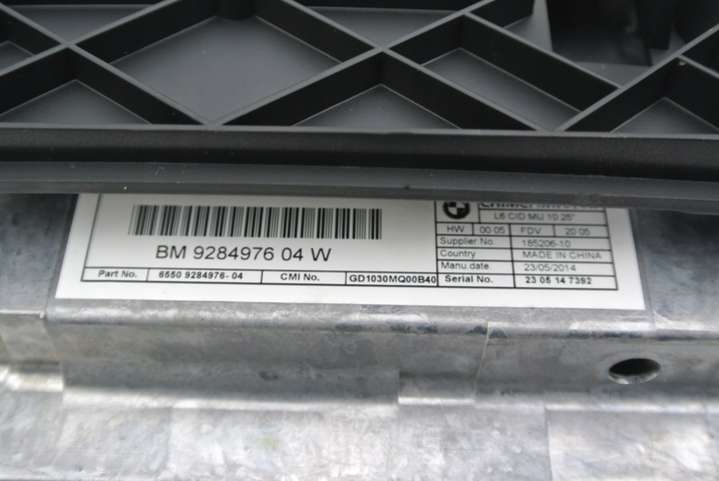 L6 CID MU 10.25"
HW 00 05 FDV 20 05
BM 9284976 04 W
Supplier No. 185206-10
Country MADE IN CHINA
Manu.date 23/05/2014
Part No. 6550 9284976-04 CMI No. GD1030MQ00B40 Serial No. 23 05 14 7392